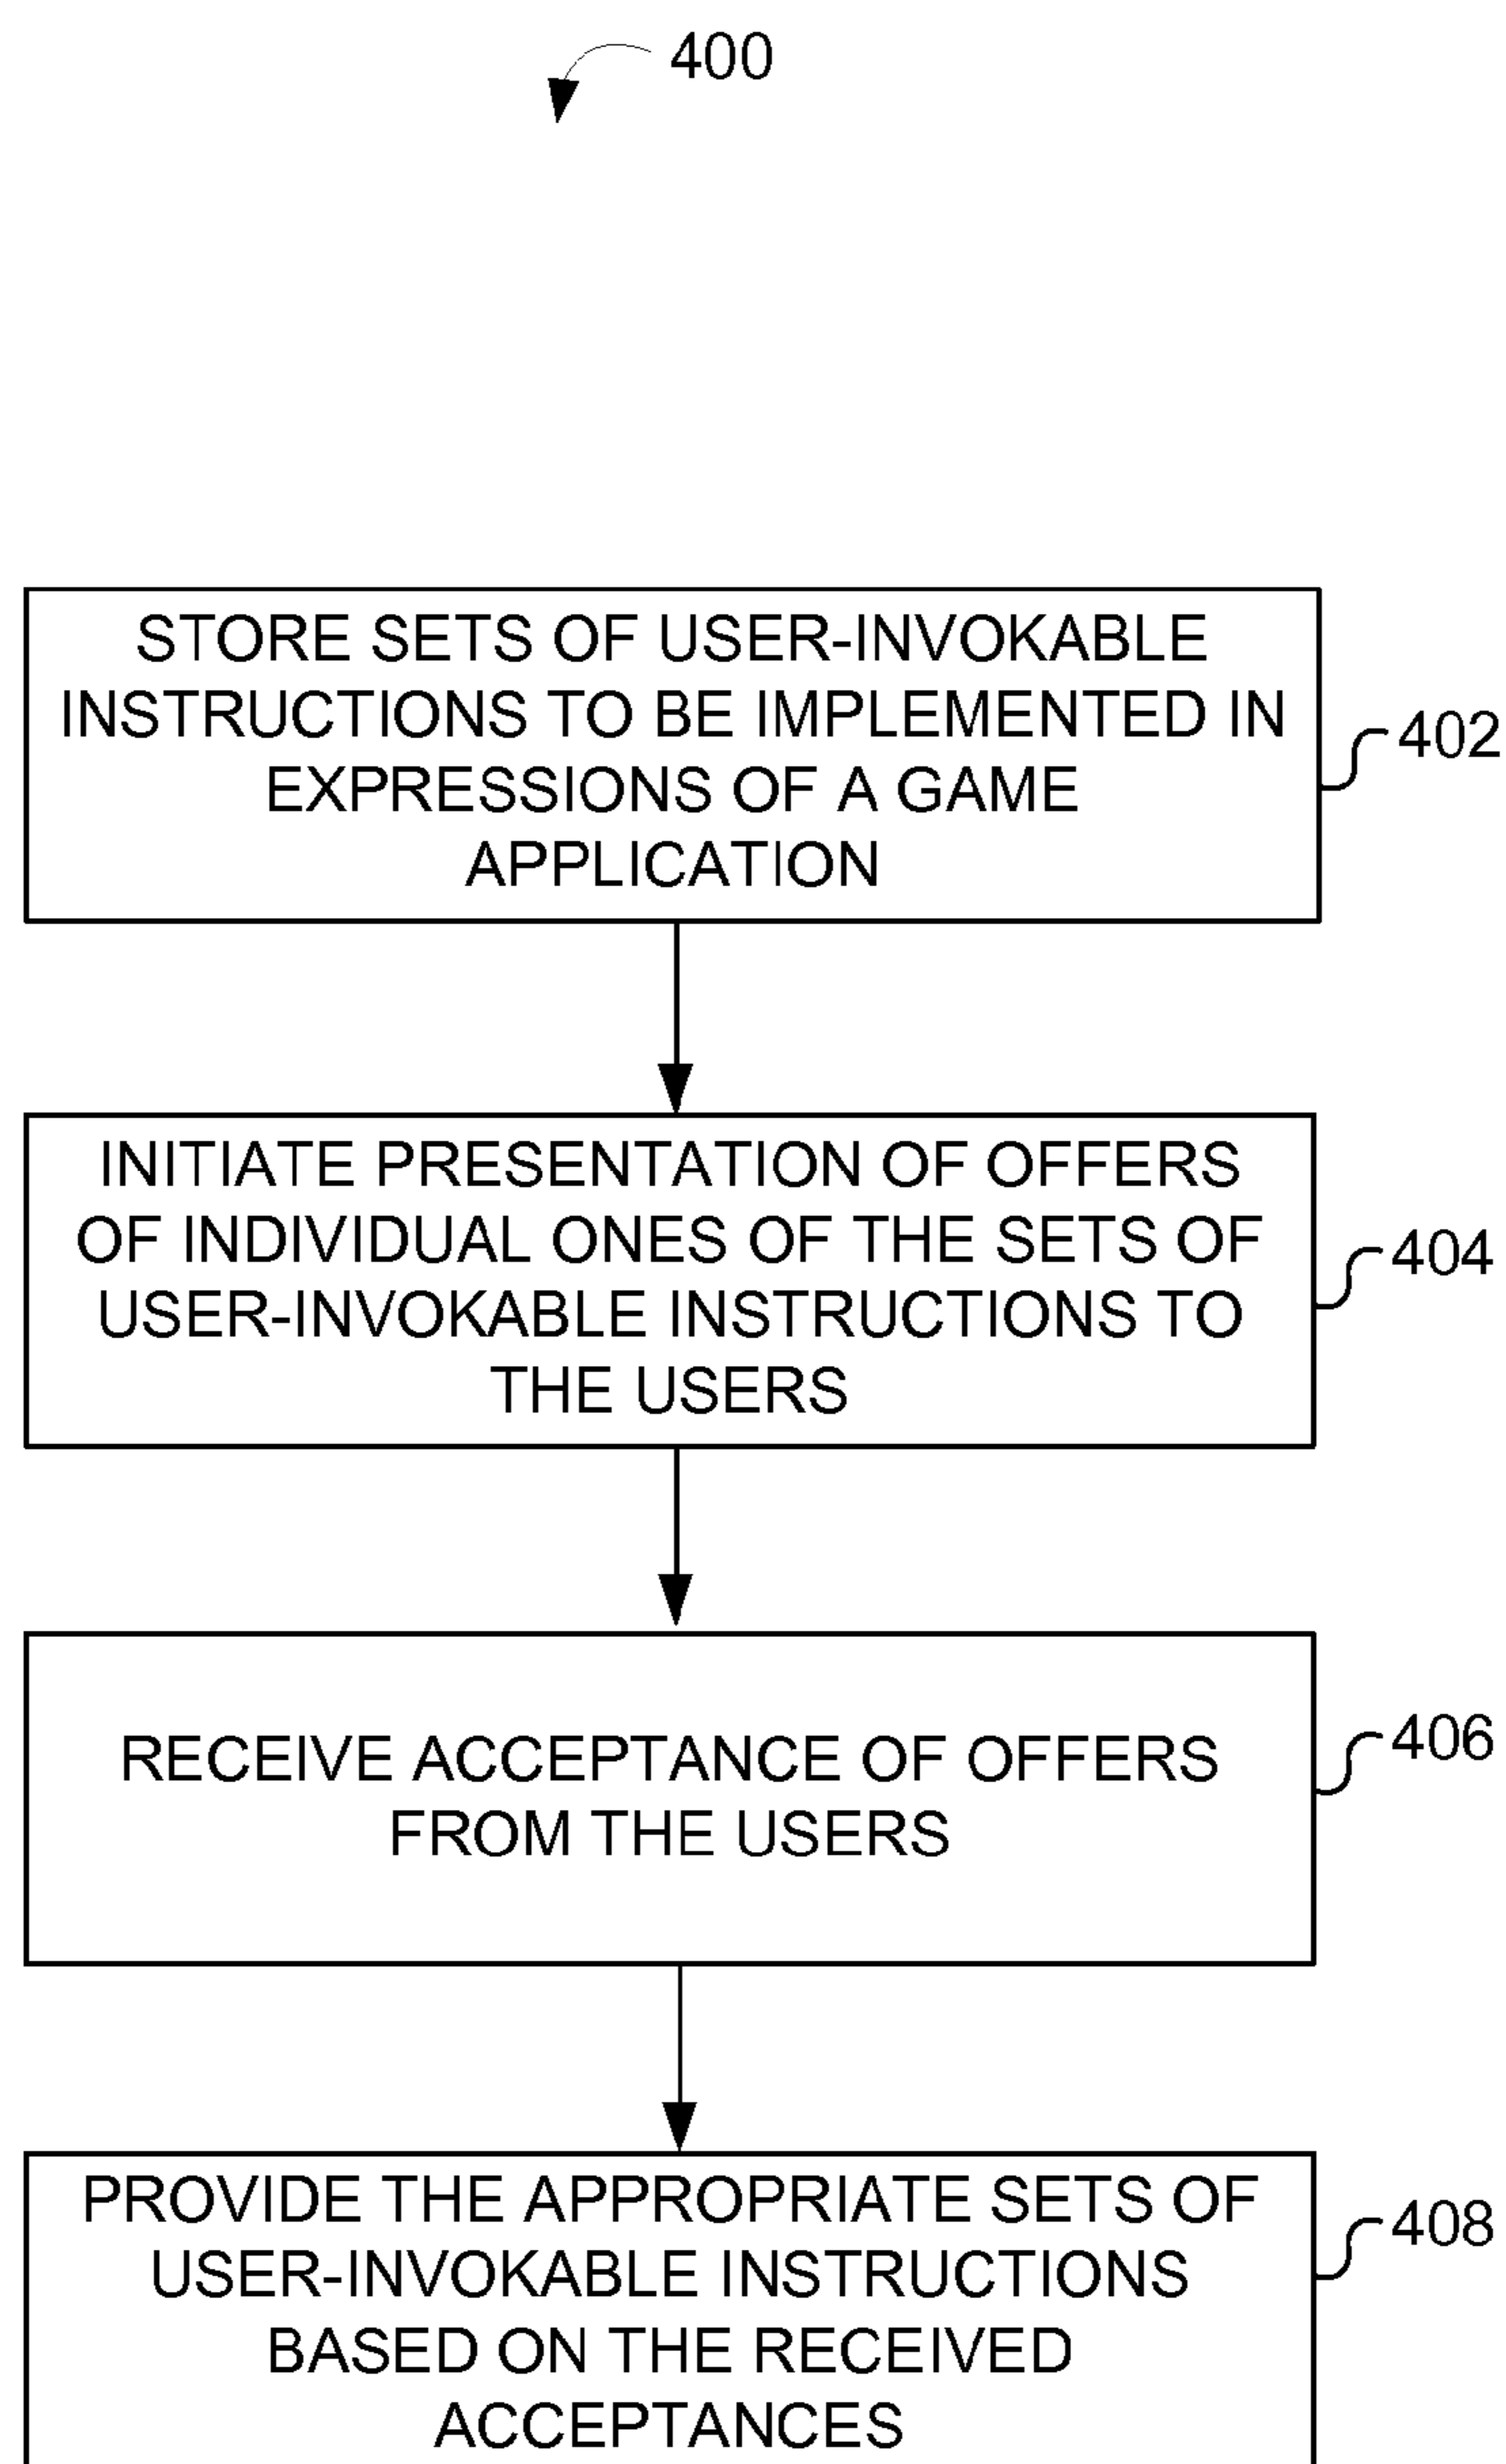 400
STORE SETS OF USER-INVOKABLE
INSTRUCTIONS TO BE IMPLEMENTED IN
EXPRESSIONS OF A GAME
APPLICATION
402
INITIATE PRESENTATION OF OFFERS
OF INDIVIDUAL ONES OF THE SETS OF
USER-INVOKABLE INSTRUCTIONS TO
THE USERS
404
RECEIVE ACCEPTANCE OF OFFERS
FROM THE USERS
406
PROVIDE THE APPROPRIATE SETS OF
USER-INVOKABLE INSTRUCTIONS
BASED ON THE RECEIVED
ACCEPTANCES
408